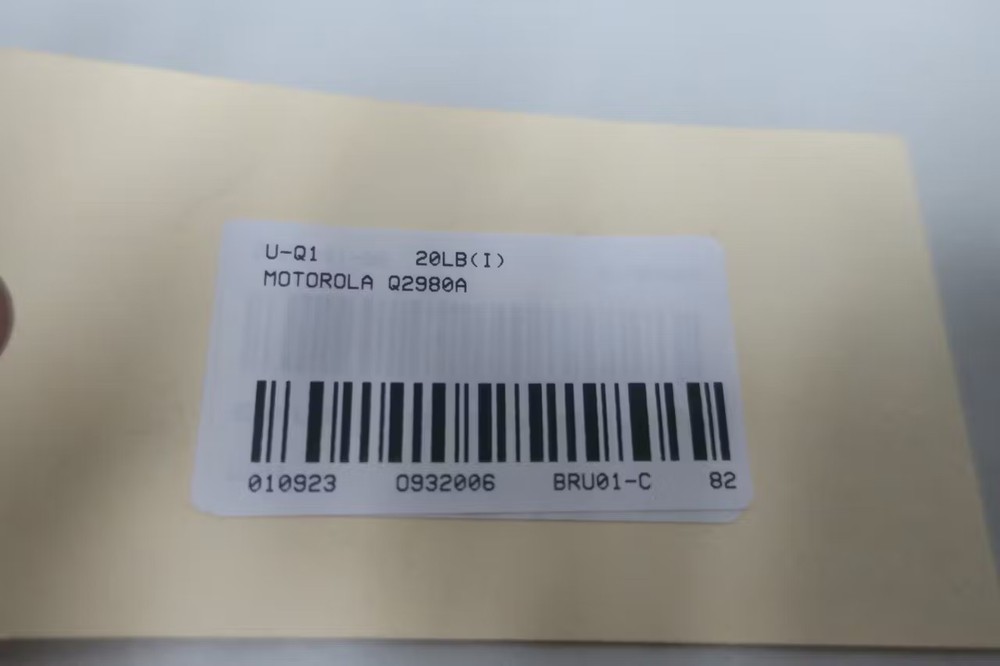 U-Q1 20LB(I)
MOTOROLA Q2980A
010923 0932006 BRU01-C 82